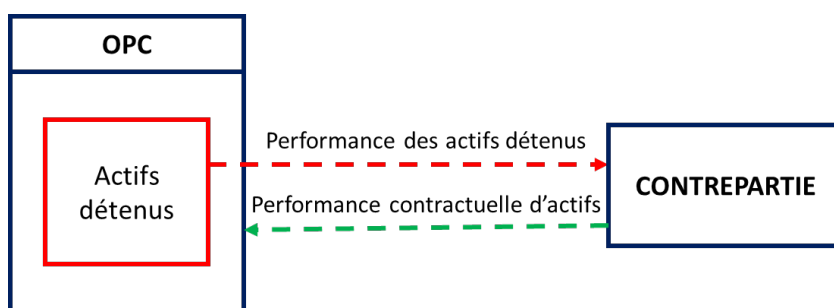 OPC
Performance des actifs détenus
Actifs
détenus
CONTREPARTIE
Performance contractuelle d'actifs